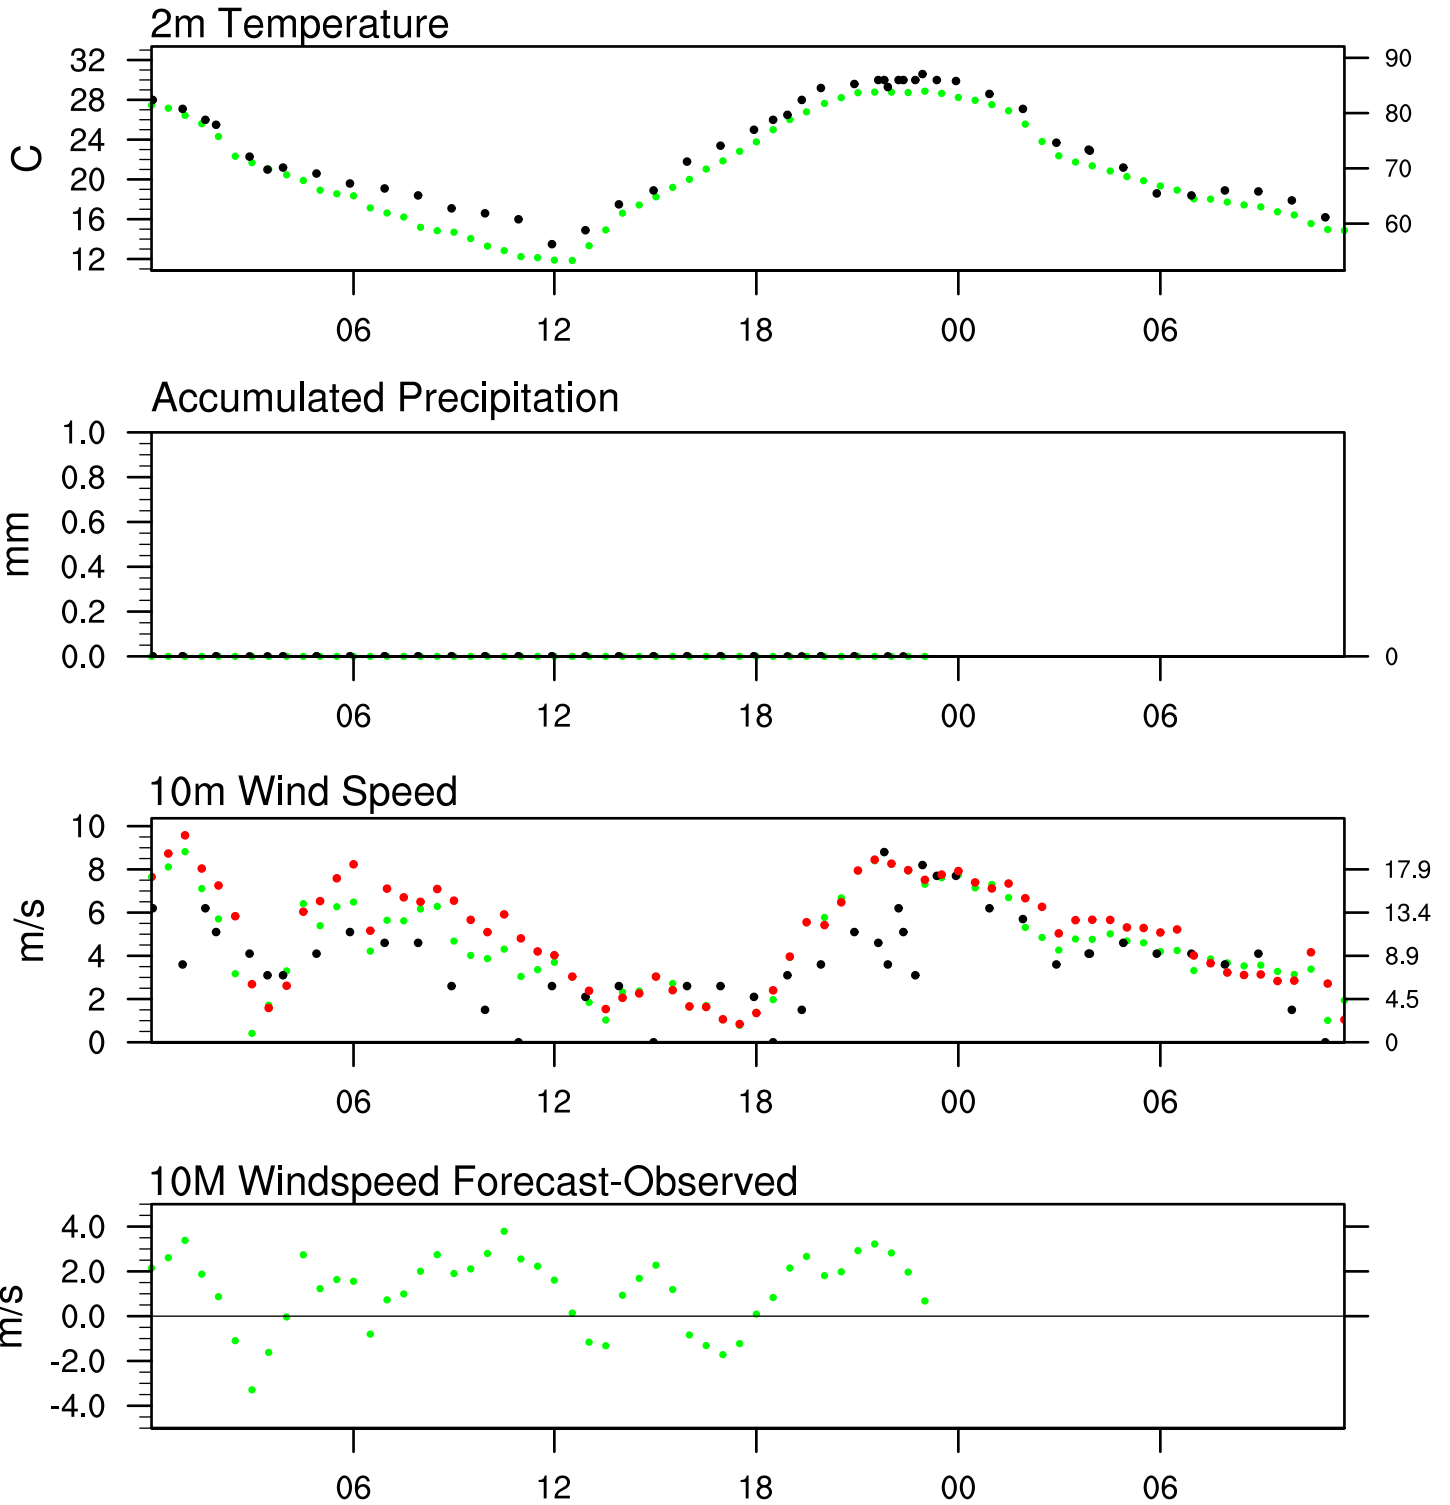 2m Temperature
32
28
24
20
16
12
C
90
80
70
60
06 12 18 00 06
Accumulated Precipitation
1.0
0.8
0.6
0.4
0.2
0.0
mm
0
06 12 18 00 06
10m Wind Speed
10
8
6
4
2
0
m/s
17.9
13.4
8.9
4.5
0
06 12 18 00 06
10M Windspeed Forecast-Observed
4.0
2.0
0.0
-2.0
-4.0
m/s
06 12 18 00 06